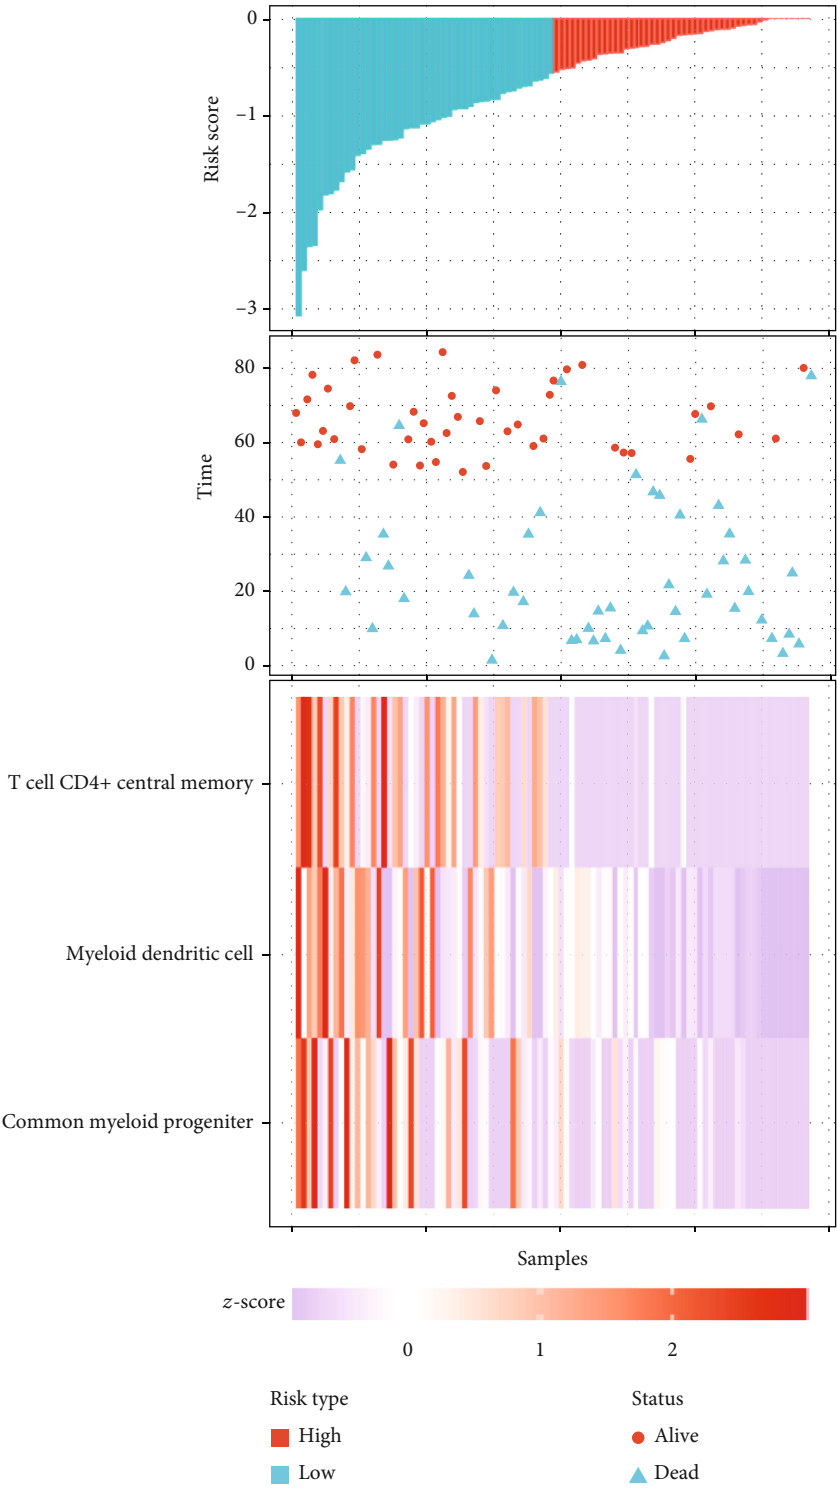 0
−1
−2
−3
Risk score
80
60
40
20
0
Time
T cell CD4+ central memory
Myeloid dendritic cell
Common myeloid progeniter
Samples
z-score
0 1 2
Risk type
High
Low
Status
Alive
Dead